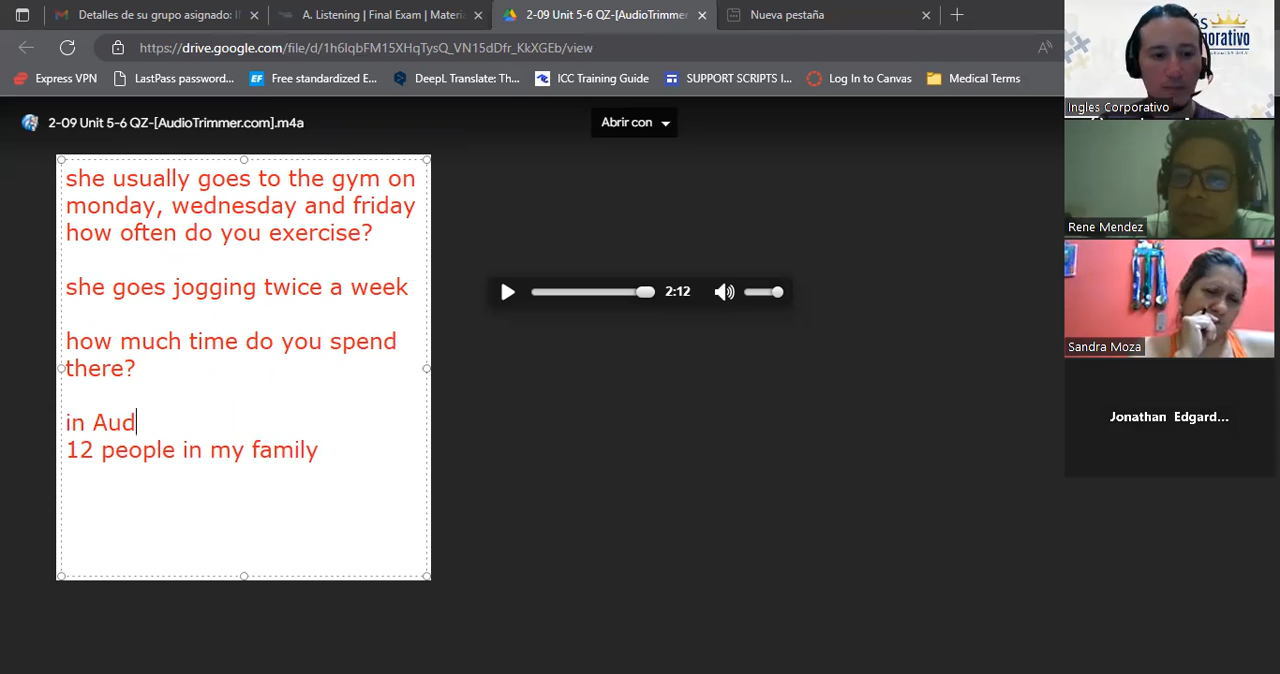 Detalles de su grupo asignado: I
A. Listening | Final Exam | Materia
2-09 Unit 5-6 QZ-[AudioTrimmer
Nueva pestaña
https://drive.google.com/file/d/1h6lqbFM15XHqTysQ_VN15dDfr_KkXGEb/view
Express VPN
LastPass password...
EF
Free standardized E...
DeepL Translate: Th...
ICC Training Guide
SUPPORT SCRIPTS I...
Log In to Canvas
Medical Terms
2-09 Unit 5-6 QZ-[AudioTrimmer.com].m4a
Abrir con
she usually goes to the gym on
monday, wednesday and friday
how often do you exercise?
she goes jogging twice a week
how much time do you spend
there?
in Aud
12 people in my family
2:12
Ingles Corporativo
Rene Mendez
Sandra Moza
Jonathan Edgard...